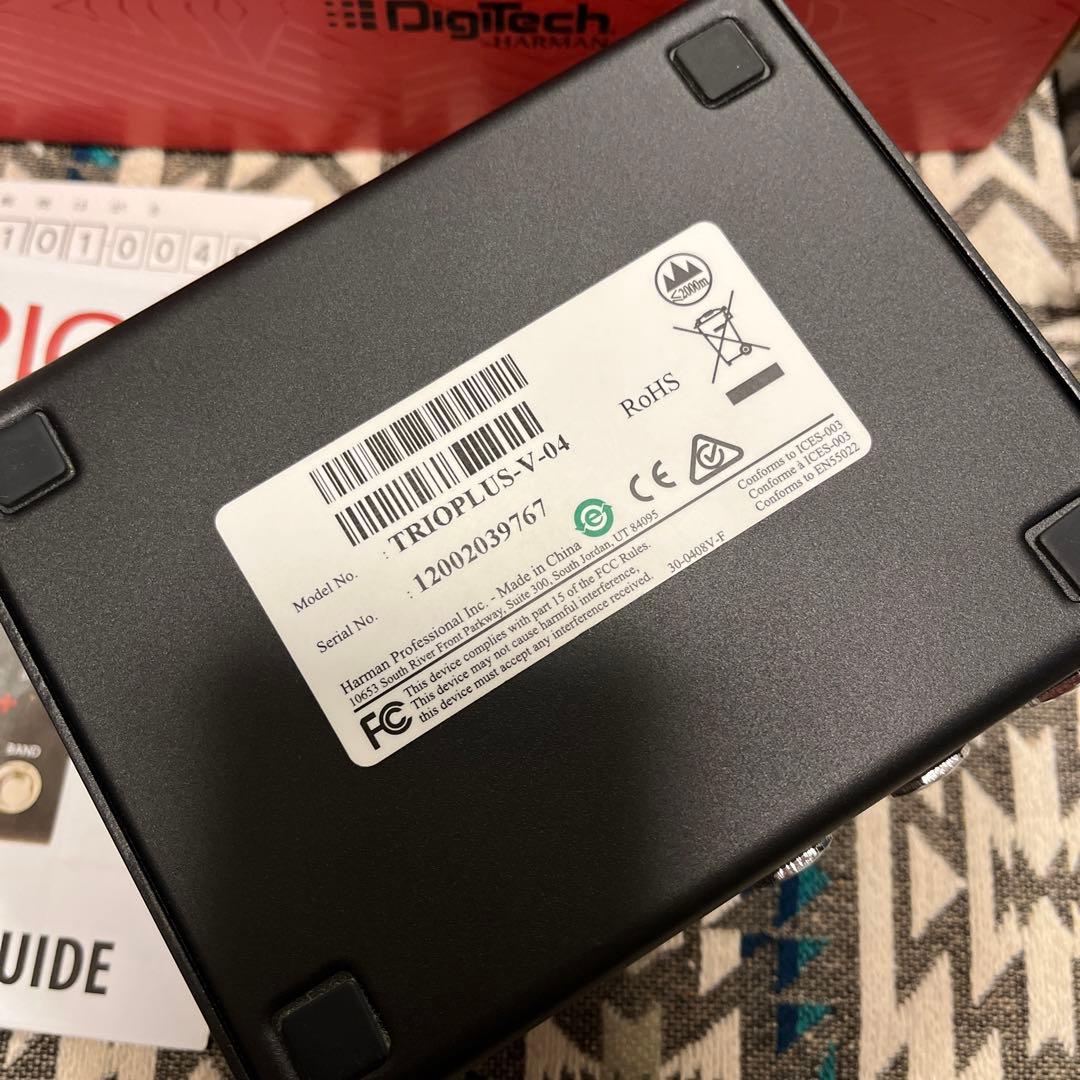 DigiTech
HARMAN
101004
RIO
BAND
UIDE
≤2000m
RoHS
Model No. : TRIOPLUS-V-04
Serial No. : 12002039767
Harman Professional Inc. - Made in China
10653 South River Front Parkway, Suite 300, South Jordan, UT 84095
e
CE
Conforms to ICES-003
Conforme à ICES-003
Conforms to EN55022
FC
This device complies with part 15 of the FCC Rules.
This device may not cause harmful interference,
this device must accept any interference received.
30-0408V-F